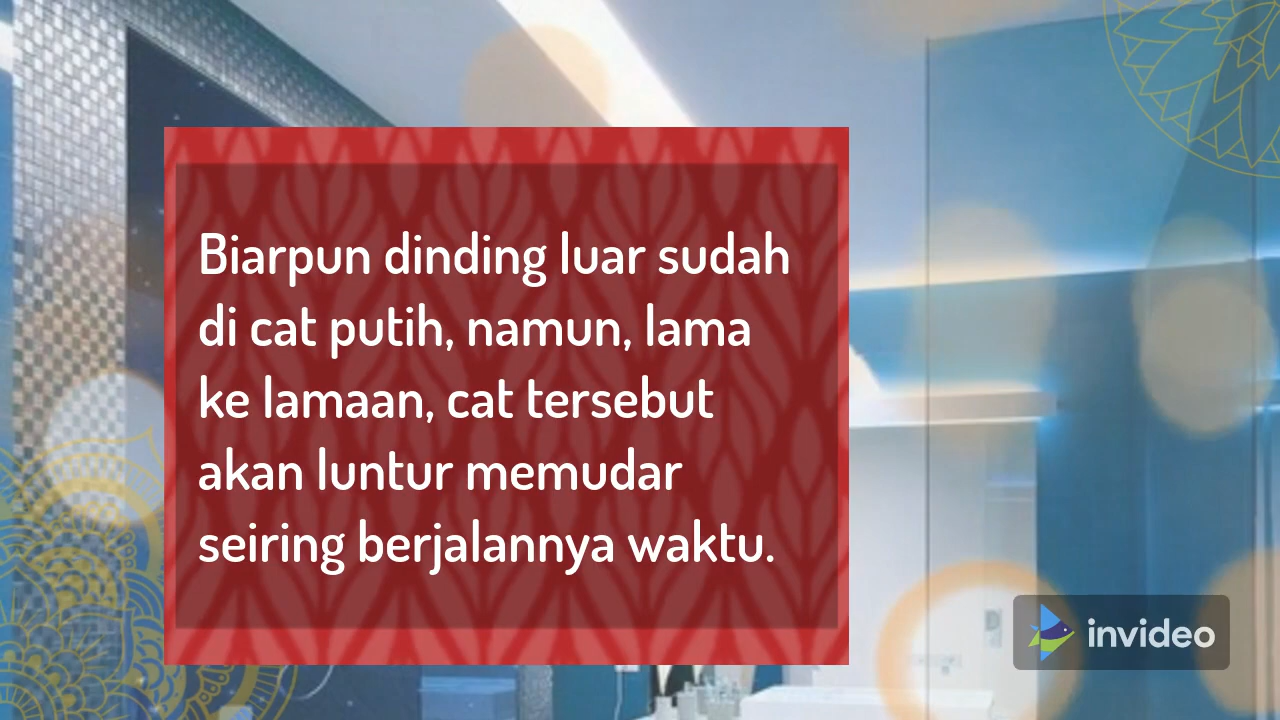 Biarpun dinding luar sudah
di cat putih, namun, lama
ke lamaan, cat tersebut
akan luntur memudar
seiring berjalannya waktu.
invideo